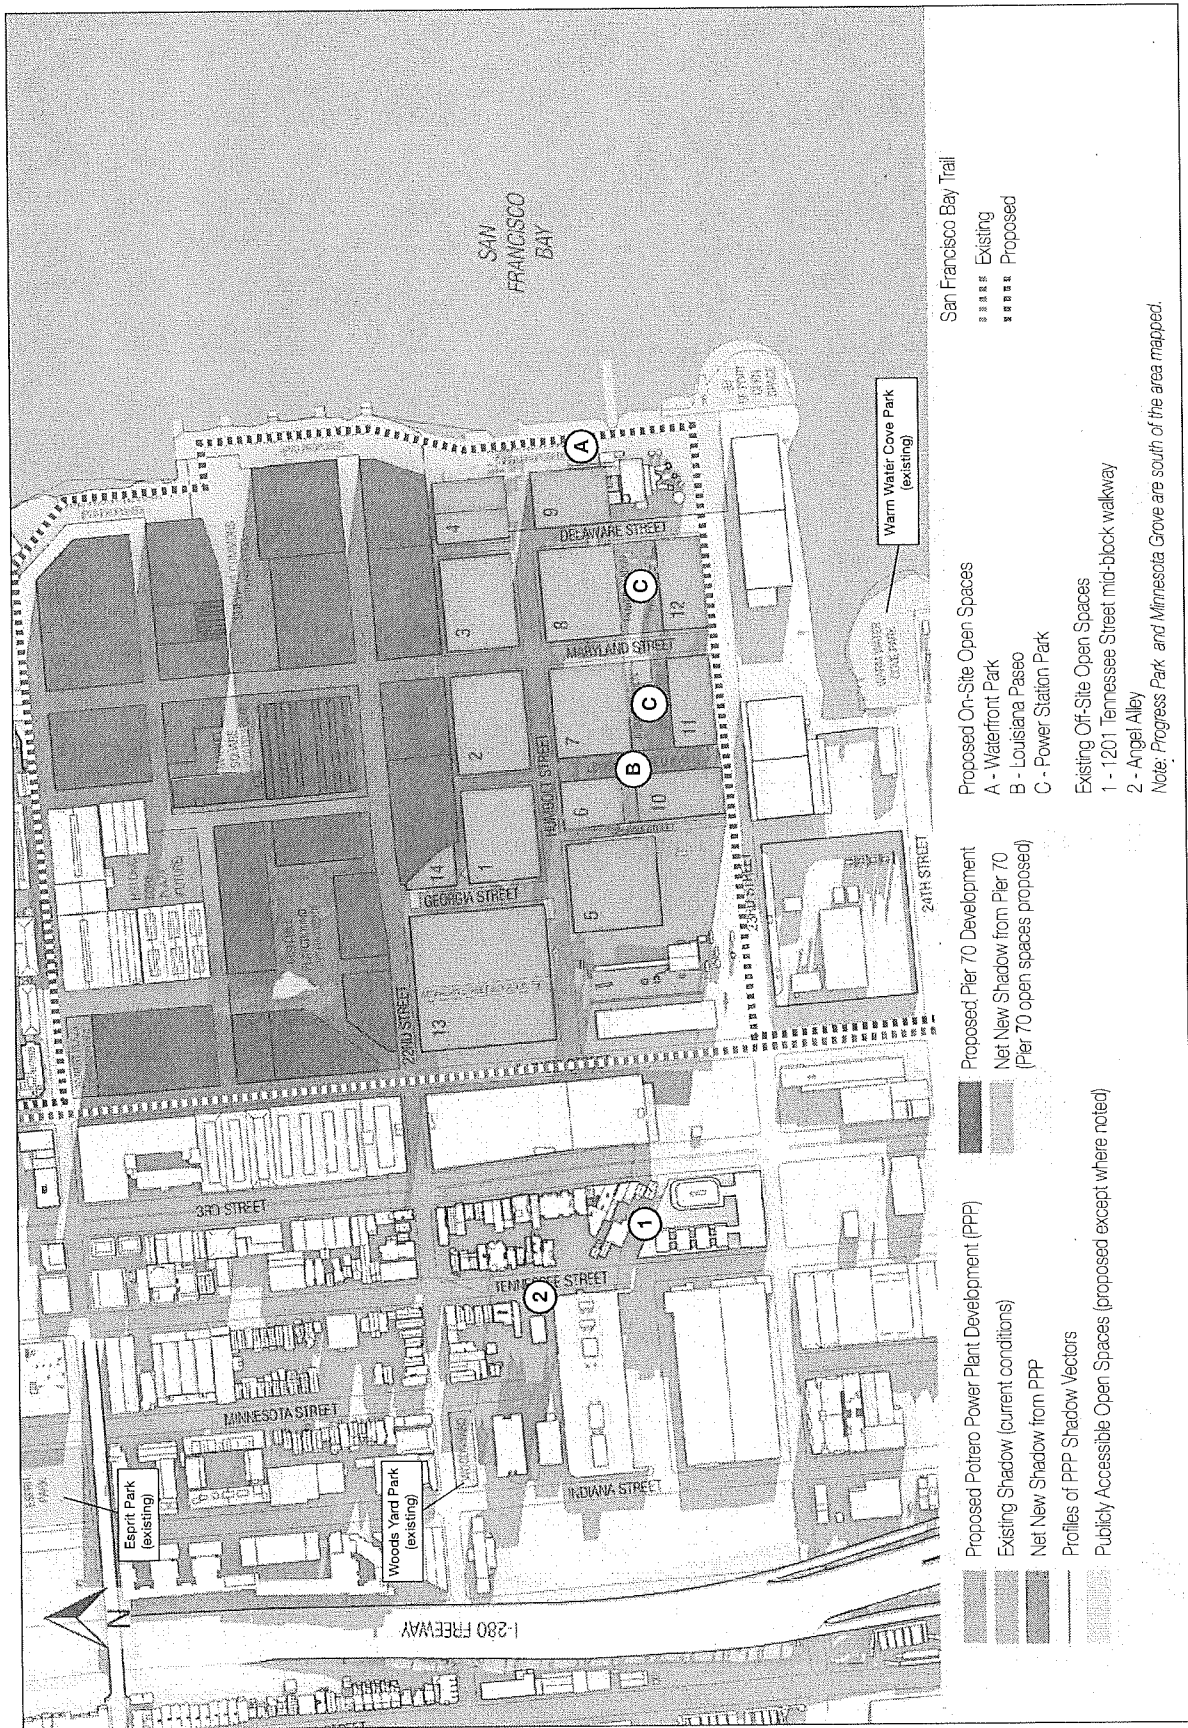 SAN
FRANCISCO
BAY
Esprit Park
(existing)
Woods Yard Park
(existing)
Warm Water Cove Park
(existing)
N
I-280 FREEWAY
INDIANA STREET
MINNESOTA STREET
TENNESSEE STREET
3RD STREET
22ND STREET
GEORGIA STREET
HUMBOLDT STREET
MARYLAND STREET
DELAWARE STREET
23RD STREET
24TH STREET
1
2
3
4
5
6
7
8
9
10
11
12
13
14
A
B
C
C
1
2
Proposed Potrero Power Plant Development (PPP)
Existing Shadow (current conditions)
Net New Shadow from PPP
Profiles of PPP Shadow Vectors
Publicly Accessible Open Spaces (proposed except where noted)
Proposed Pier 70 Development
Net New Shadow from Pier 70
(Pier 70 open spaces proposed)
Proposed On-Site Open Spaces
A - Waterfront Park
B - Louisiana Paseo
C - Power Station Park
Existing Off-Site Open Spaces
1 - 1201 Tennessee Street mid-block walkway
2 - Angel Alley
Note: Progress Park and Minnesota Grove are south of the area mapped.
San Francisco Bay Trail
Existing
Proposed